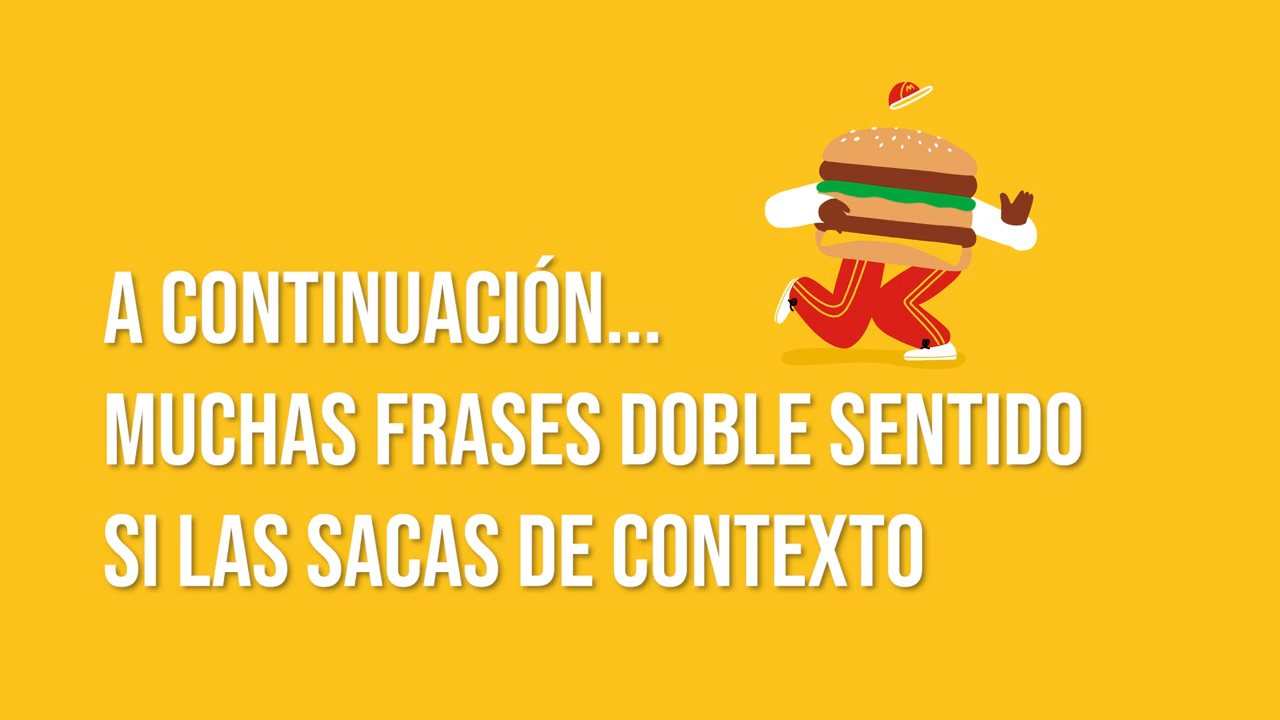 A CONTINUACIÓN...
MUCHAS FRASES DOBLE SENTIDO
SI LAS SACAS DE CONTEXTO